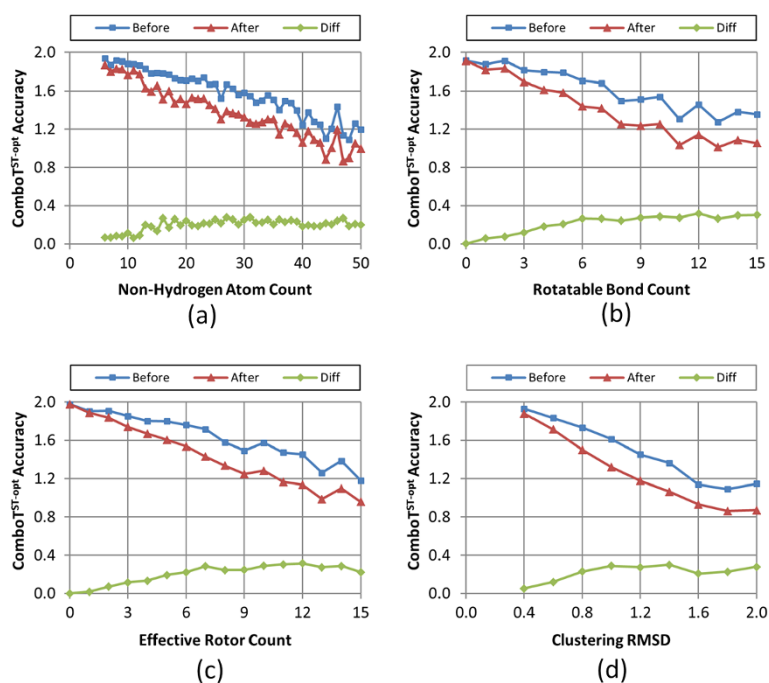 Before After Diff
ComboT^ST-opt Accuracy
2.0
1.6
1.2
0.8
0.4
0.0
0 10 20 30 40 50
Non-Hydrogen Atom Count
(a)
Before After Diff
ComboT^ST-opt Accuracy
2.0
1.6
1.2
0.8
0.4
0.0
0 3 6 9 12 15
Rotatable Bond Count
(b)
Before After Diff
ComboT^ST-opt Accuracy
2.0
1.6
1.2
0.8
0.4
0.0
0 3 6 9 12 15
Effective Rotor Count
(c)
Before After Diff
ComboT^ST-opt Accuracy
2.0
1.6
1.2
0.8
0.4
0.0
0.0 0.4 0.8 1.2 1.6 2.0
Clustering RMSD
(d)